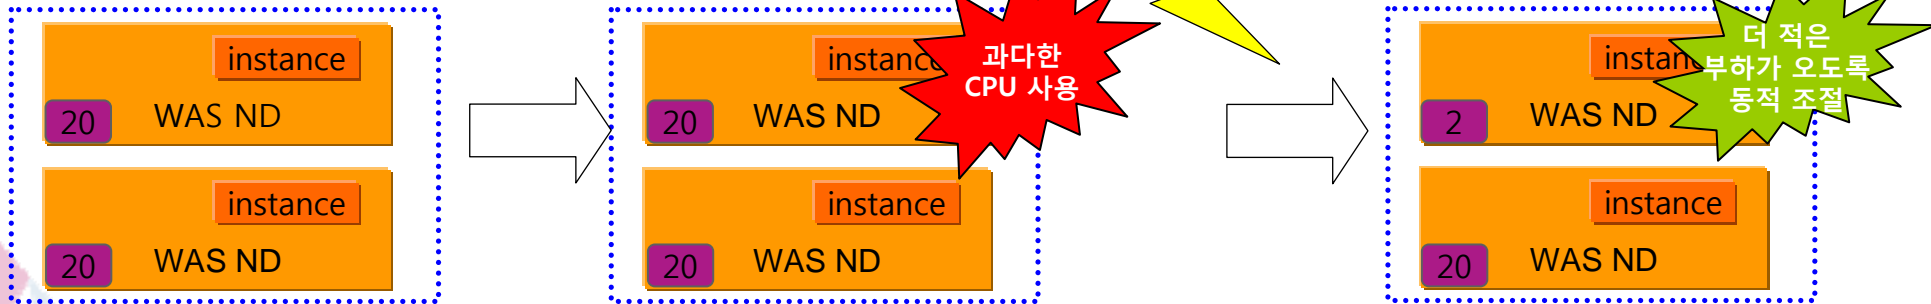 instance
20 WAS ND
instance
20 WAS ND
instance
과다한
CPU 사용
20 WAS ND
instance
20 WAS ND
더 적은
부하가 오도록
동적 조절
2 WAS ND
instance
20 WAS ND